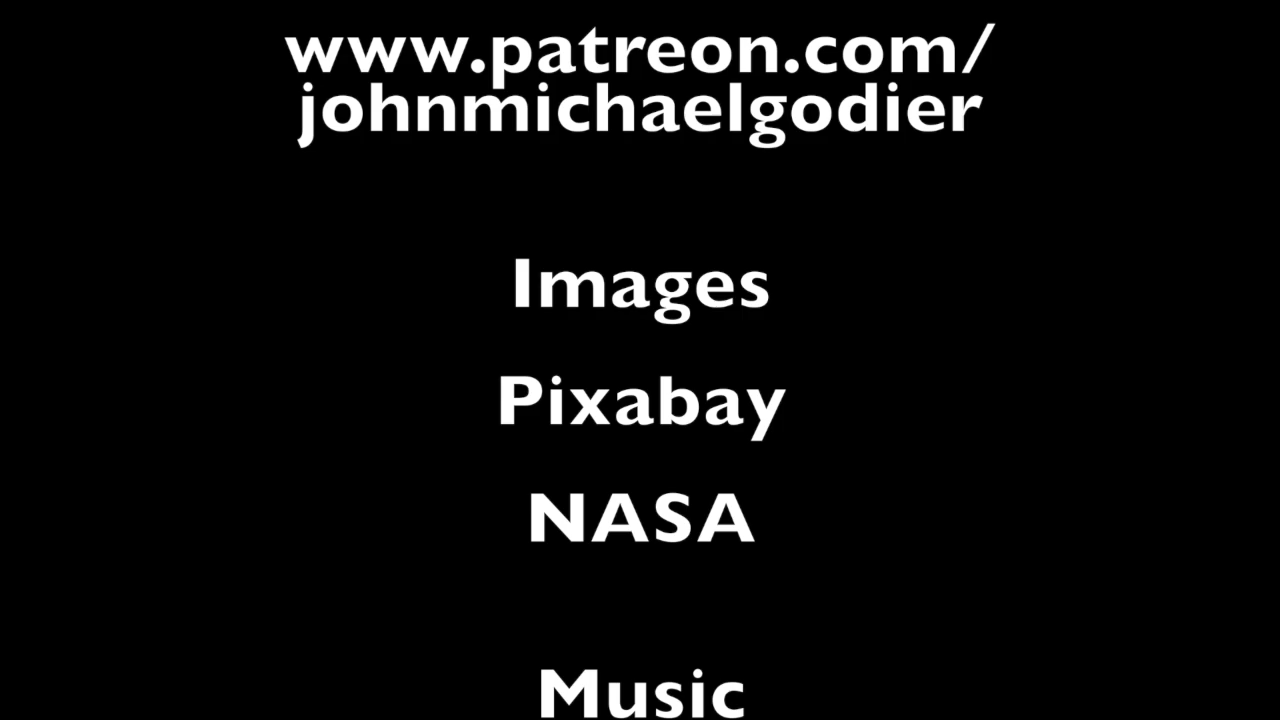 www.patreon.com/
johnmichaelgodier
Images
Pixabay
NASA
Music